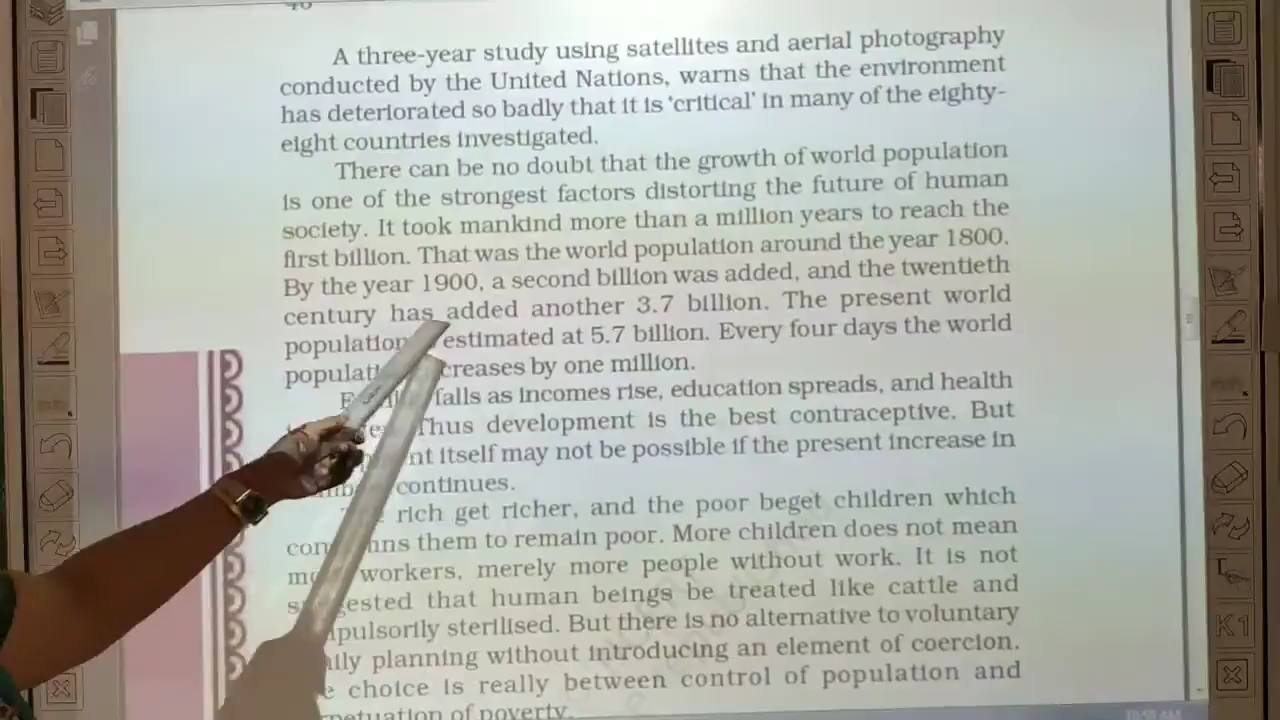 A three-year study using satellites and aerial photography
conducted by the United Nations, warns that the environment
has deteriorated so badly that it is 'critical' in many of the eighty-
eight countries investigated.
There can be no doubt that the growth of world population
is one of the strongest factors distorting the future of human
society. It took mankind more than a million years to reach the
first billion. That was the world population around the year 1800.
By the year 1900, a second billion was added, and the twentieth
century has added another 3.7 billion. The present world
population estimated at 5.7 billion. Every four days the world
creases by one million.
falls as incomes rise, education spreads, and health
Thus development is the best contraceptive. But
nt itself may not be possible if the present increase in
continues.
rich get richer, and the poor beget children which
them to remain poor. More children does not mean
workers, merely more people without work. It is not
ested that human beings be treated like cattle and
pulsorily sterilised. But there is no alternative to voluntary
ily planning without introducing an element of coercion.
choice is really between control of population and
petuation of poverty.
K1